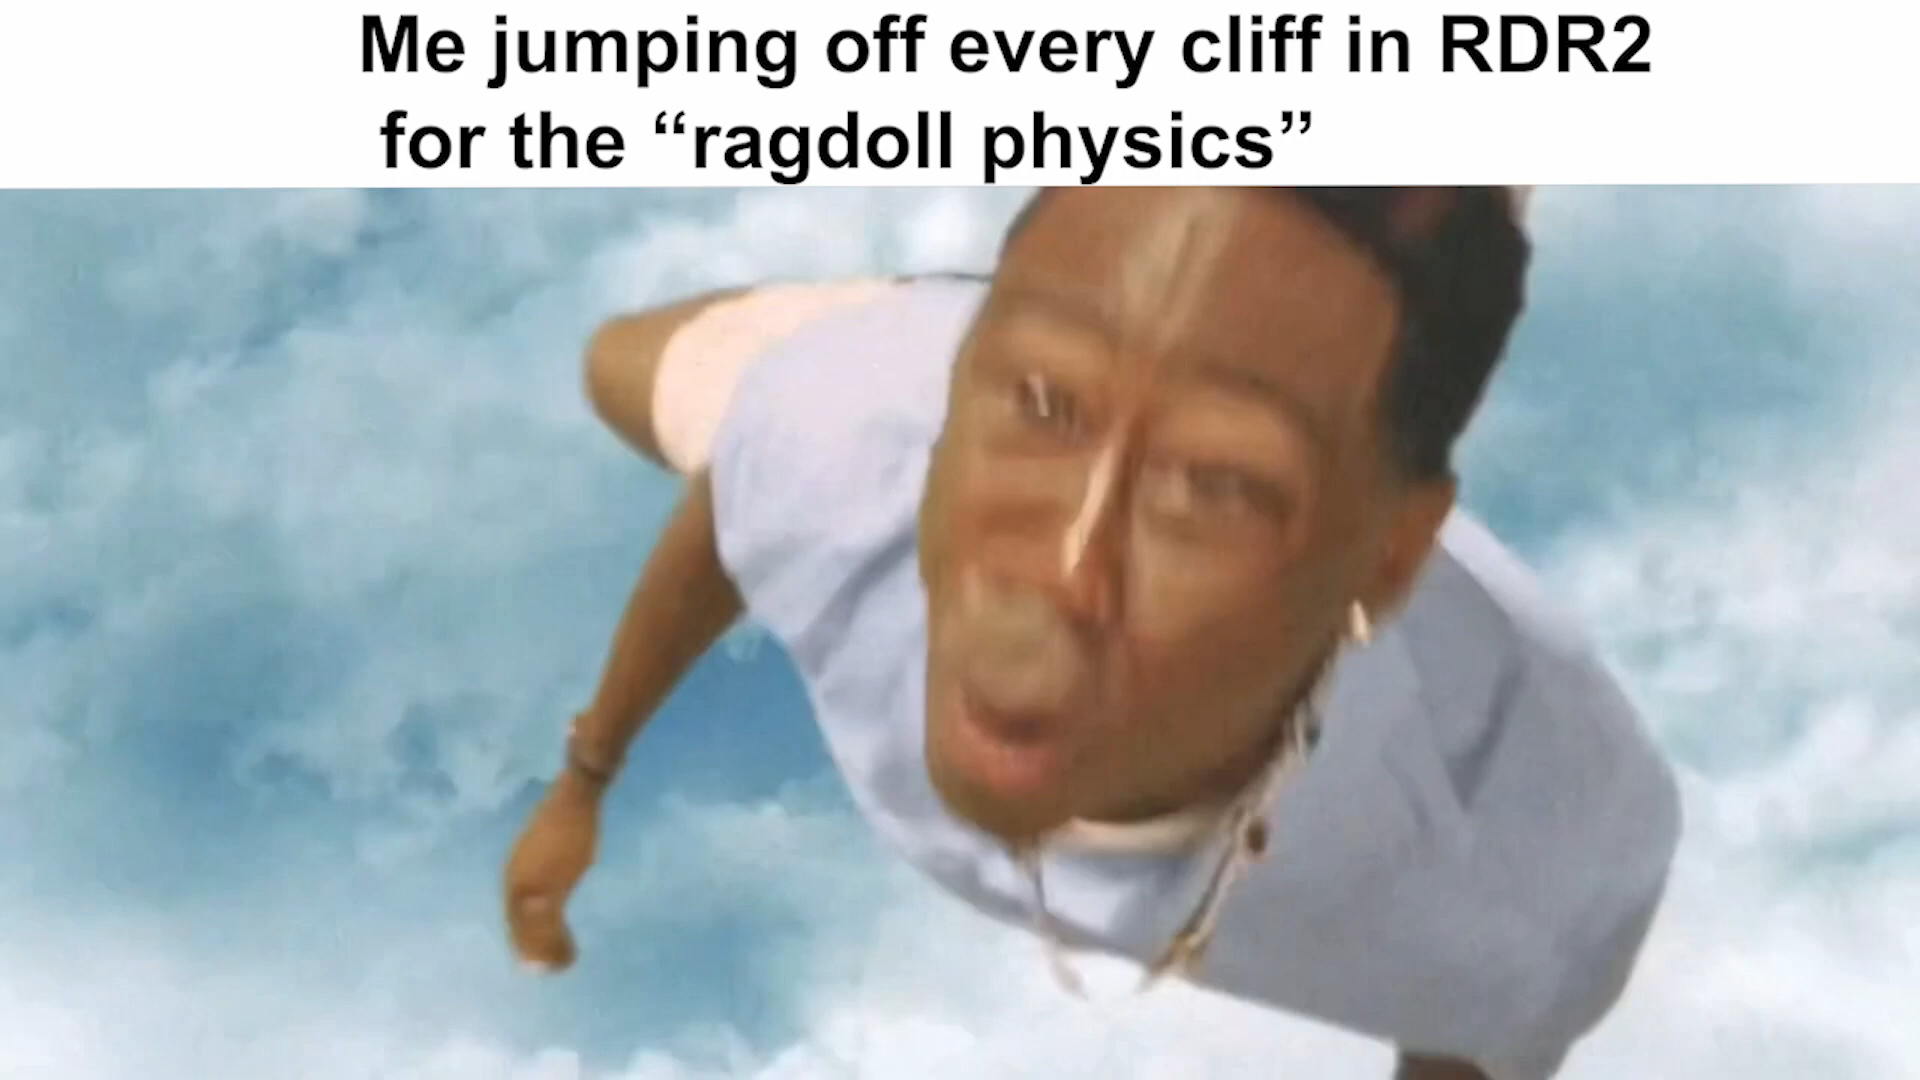 Me jumping off every cliff in RDR2
for the “ragdoll physics”